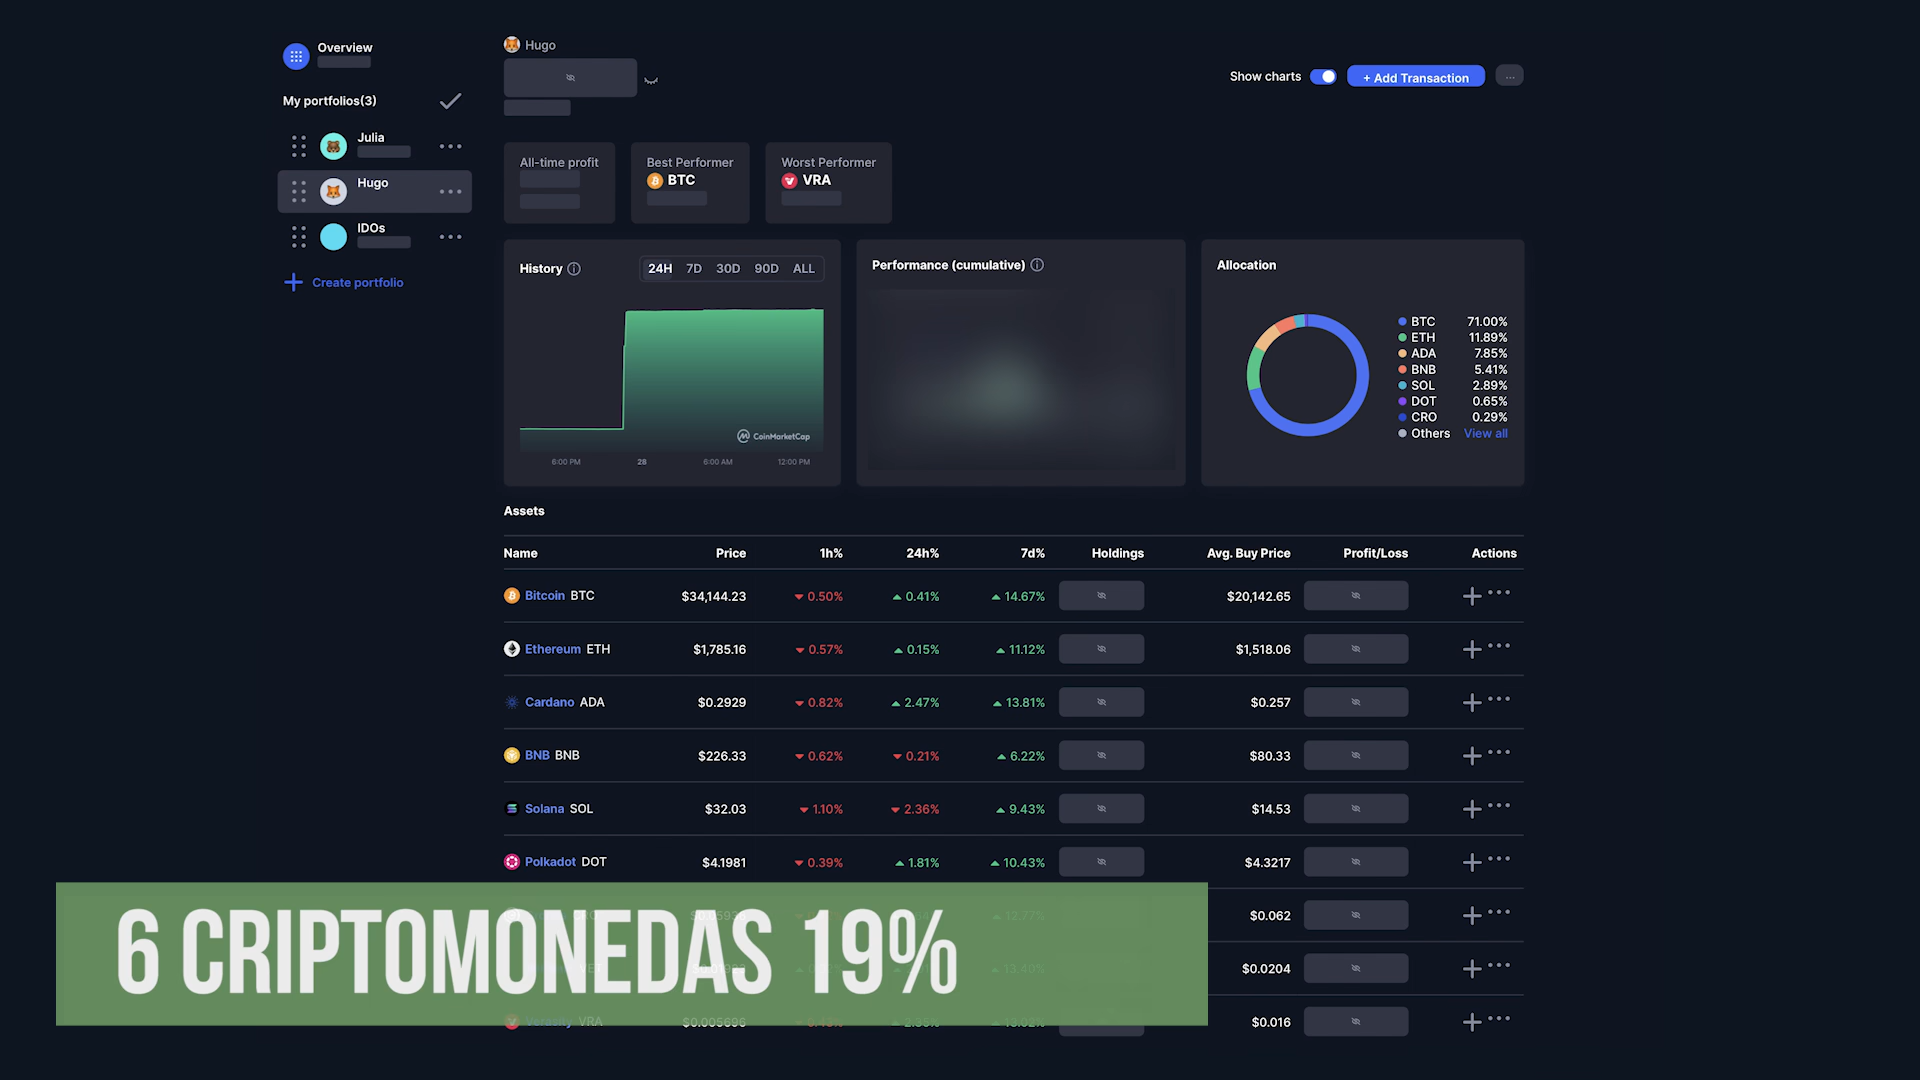 Overview
My portfolios(3)
Julia
Hugo
IDOs
Create portfolio
Hugo
Show charts
+ Add Transaction
All-time profit
Best Performer
BTC
Worst Performer
VRA
History
24H 7D 30D 90D ALL
CoinMarketCap
6:00 PM 28 6:00 AM 12:00 PM
Performance (cumulative)
Allocation
BTC 71.00%
ETH 11.89%
ADA 7.85%
BNB 5.41%
SOL 2.89%
DOT 0.65%
CRO 0.29%
Others View all
Assets
Name Price 1h% 24h% 7d% Holdings Avg. Buy Price Profit/Loss Actions
Bitcoin BTC $34,144.23 0.50% 0.41% 14.67% $20,142.65
Ethereum ETH $1,785.16 0.57% 0.15% 11.12% $1,518.06
Cardano ADA $0.2929 0.82% 2.47% 13.81% $0.257
BNB BNB $226.33 0.62% 0.21% 6.22% $80.33
Solana SOL $32.03 1.10% 2.36% 9.43% $14.53
Polkadot DOT $4.1981 0.39% 1.81% 10.43% $4.3217
$0.062
6 CRIPTOMONEDAS 19%
$0.0204
Verasity VRA $0.005696 $0.016